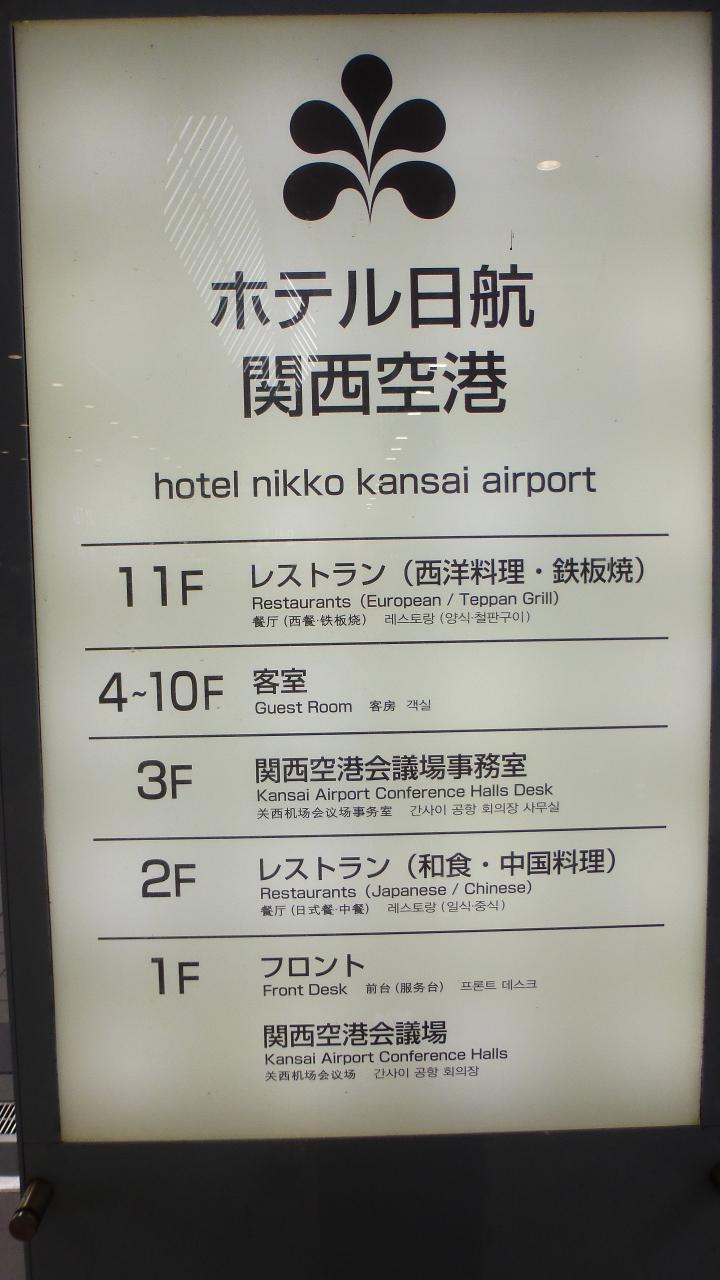 ホテル日航
関西空港
hotel nikko kansai airport
11F レストラン（西洋料理・鉄板焼）
Restaurants (European / Teppan Grill)
餐厅 (西餐·铁板烧) 레스토랑 (양식·철판구이)
4~10F 客室
Guest Room 客房 객실
3F 関西空港会議場事務室
Kansai Airport Conference Halls Desk
关西机场会议场事务室 간사이 공항 회의장 사무실
2F レストラン（和食・中国料理）
Restaurants (Japanese / Chinese)
餐厅 (日式餐·中餐) 레스토랑 (일식·중식)
1F フロント
Front Desk 前台 (服务台) 프론트 데스크
関西空港会議場
Kansai Airport Conference Halls
关西机场会议场 간사이 공항 회의장